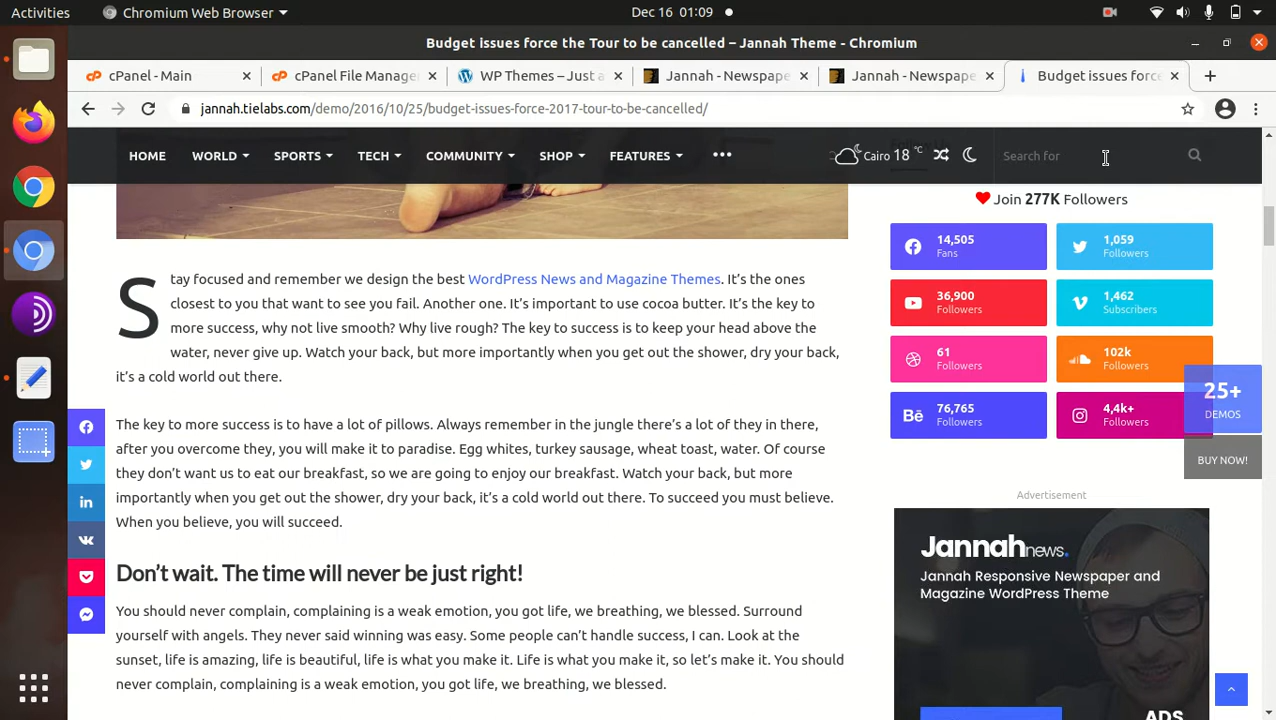 Activities
Chromium Web Browser
Dec 16 01:09
Budget issues force the Tour to be cancelled – Jannah Theme - Chromium
cPanel - Main
cPanel File Manage
WP Themes – Just a
Jannah - Newspape
Jannah - Newspape
Budget issues forc
jannah.tielabs.com/demo/2016/10/25/budget-issues-force-2017-tour-to-be-cancelled/
HOME
WORLD
SPORTS
TECH
COMMUNITY
SHOP
FEATURES
Cairo 18 °C
Search for
Join 277K Followers
14,505
Fans
1,059
Followers
36,900
Followers
1,462
Subscribers
61
Followers
102k
Followers
76,765
Followers
4,4k+
Followers
25+
DEMOS
BUY NOW!
Stay focused and remember we design the best WordPress News and Magazine Themes. It's the ones
closest to you that want to see you fail. Another one. It's important to use cocoa butter. It's the key to
more success, why not live smooth? Why live rough? The key to success is to keep your head above the
water, never give up. Watch your back, but more importantly when you get out the shower, dry your back,
it's a cold world out there.
The key to more success is to have a lot of pillows. Always remember in the jungle there's a lot of they in there,
after you overcome they, you will make it to paradise. Egg whites, turkey sausage, wheat toast, water. Of course
they don't want us to eat our breakfast, so we are going to enjoy our breakfast. Watch your back, but more
importantly when you get out the shower, dry your back, it's a cold world out there. To succeed you must believe.
When you believe, you will succeed.
Don't wait. The time will never be just right!
You should never complain, complaining is a weak emotion, you got life, we breathing, we blessed. Surround
yourself with angels. They never said winning was easy. Some people can't handle success, I can. Look at the
sunset, life is amazing, life is beautiful, life is what you make it. Life is what you make it, so let's make it. You should
never complain, complaining is a weak emotion, you got life, we breathing, we blessed.
Advertisement
Jannahnews.
Jannah Responsive Newspaper and
Magazine WordPress Theme
ADS